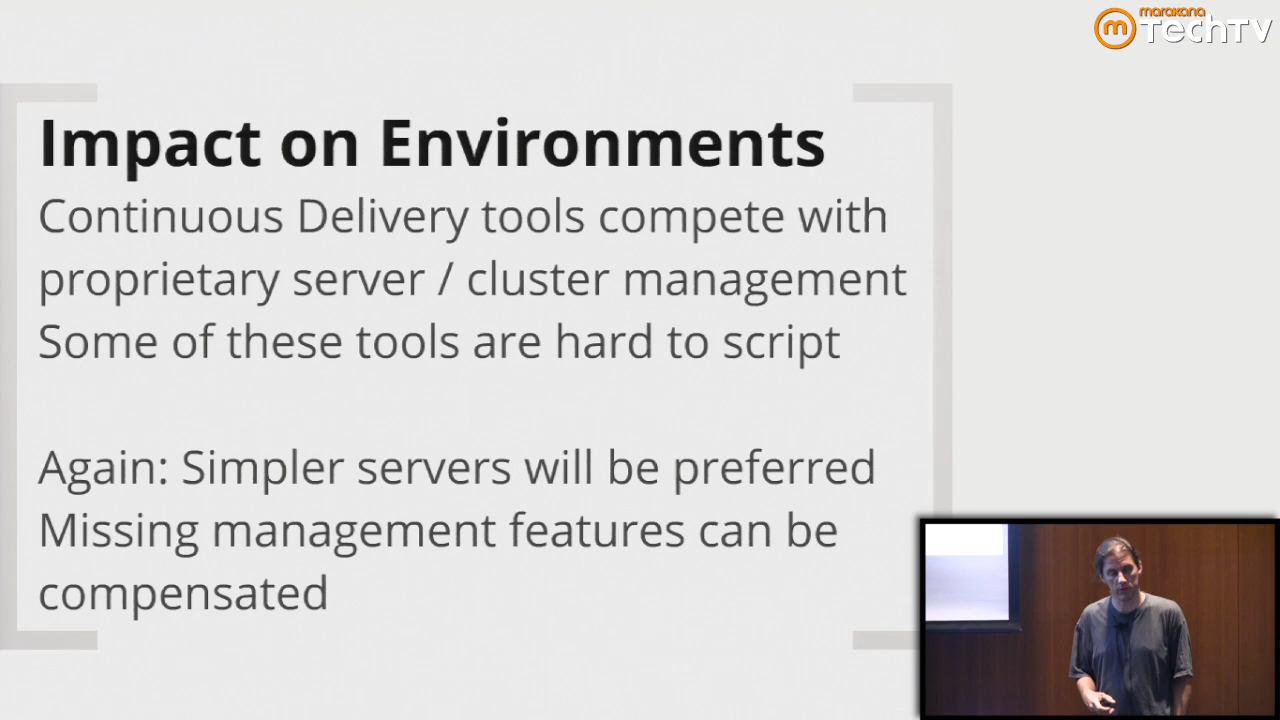 marakana
TechTV
Impact on Environments
Continuous Delivery tools compete with
proprietary server / cluster management
Some of these tools are hard to script
Again: Simpler servers will be preferred
Missing management features can be
compensated